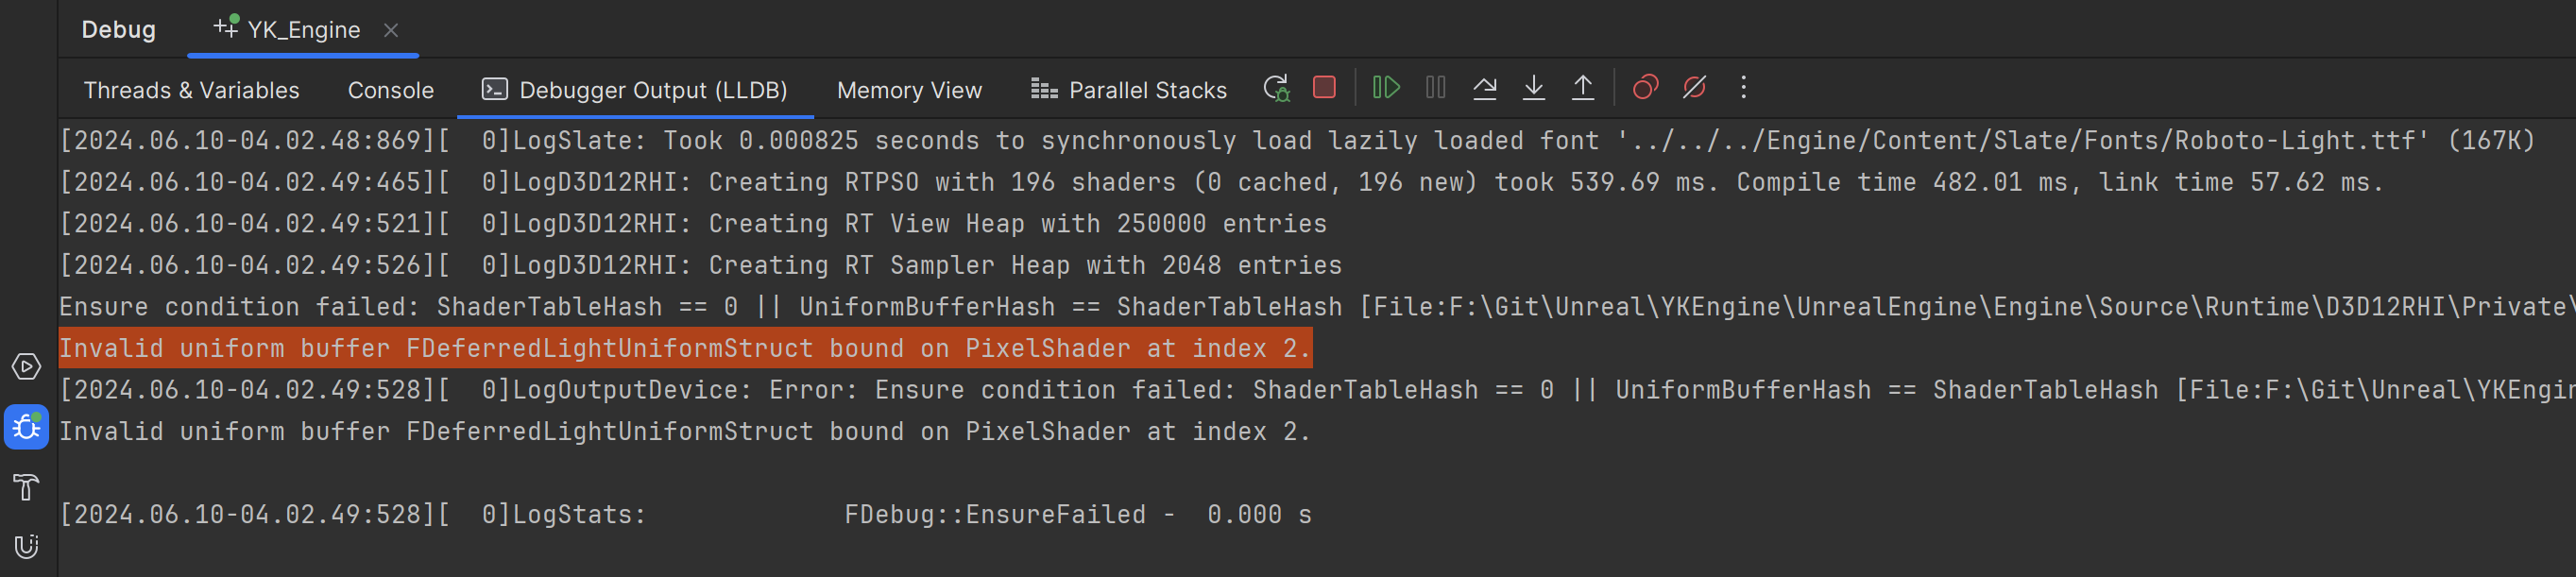 Debug YK_Engine
Threads & Variables Console Debugger Output (LLDB) Memory View Parallel Stacks
[2024.06.10-04.02.48:869][  0]LogSlate: Took 0.000825 seconds to synchronously load lazily loaded font '../../../Engine/Content/Slate/Fonts/Roboto-Light.ttf' (167K)
[2024.06.10-04.02.49:465][  0]LogD3D12RHI: Creating RTPSO with 196 shaders (0 cached, 196 new) took 539.69 ms. Compile time 482.01 ms, link time 57.62 ms.
[2024.06.10-04.02.49:521][  0]LogD3D12RHI: Creating RT View Heap with 250000 entries
[2024.06.10-04.02.49:526][  0]LogD3D12RHI: Creating RT Sampler Heap with 2048 entries
Ensure condition failed: ShaderTableHash == 0 || UniformBufferHash == ShaderTableHash [File:F:\Git\Unreal\YKEngine\UnrealEngine\Engine\Source\Runtime\D3D12RHI\Private\
Invalid uniform buffer FDeferredLightUniformStruct bound on PixelShader at index 2.
[2024.06.10-04.02.49:528][  0]LogOutputDevice: Error: Ensure condition failed: ShaderTableHash == 0 || UniformBufferHash == ShaderTableHash [File:F:\Git\Unreal\YKEngin
Invalid uniform buffer FDeferredLightUniformStruct bound on PixelShader at index 2.
[2024.06.10-04.02.49:528][  0]LogStats:             FDebug::EnsureFailed -  0.000 s